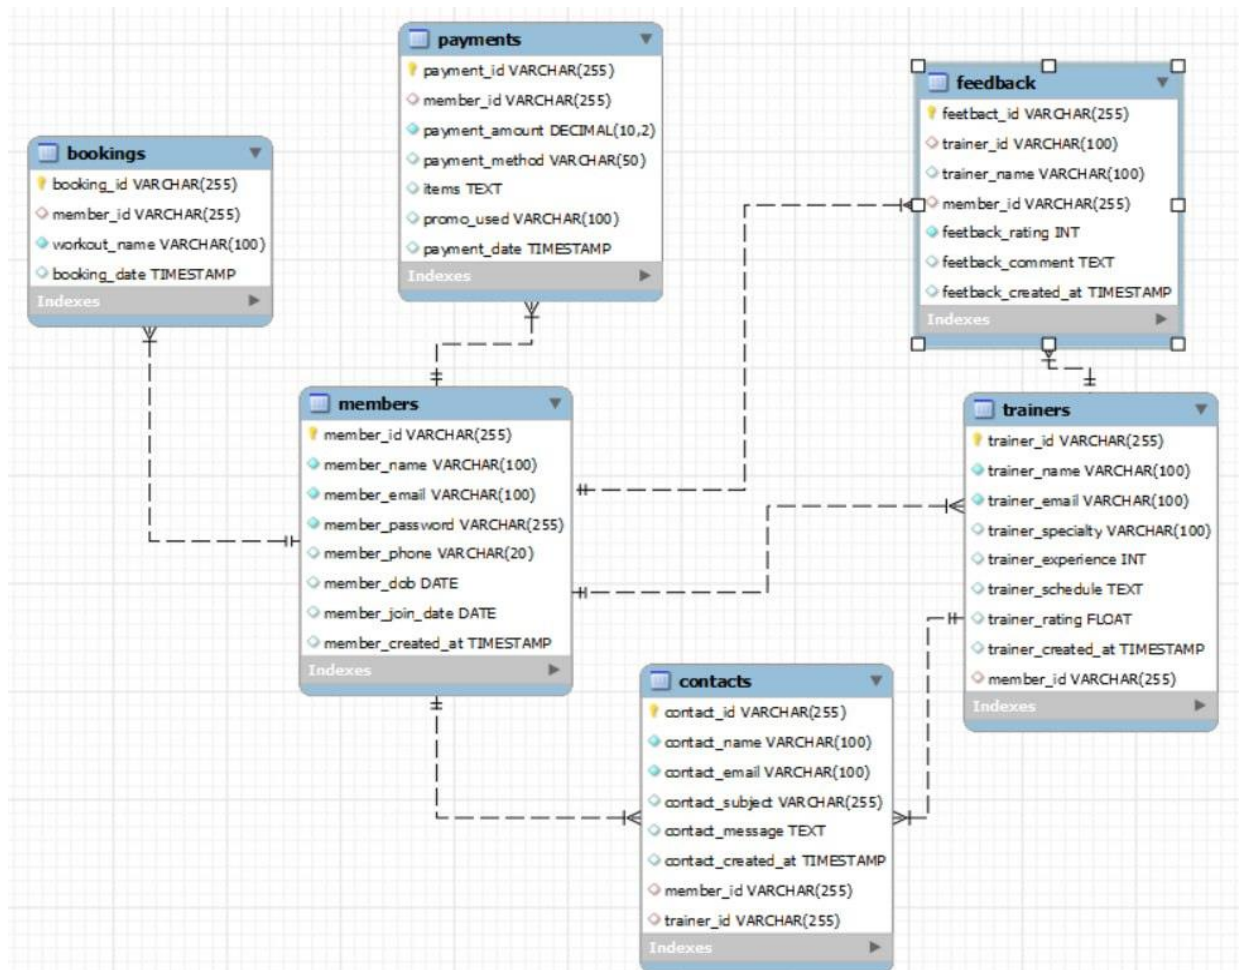 payments
payment_id VARCHAR(255)
member_id VARCHAR(255)
payment_amount DECIMAL(10,2)
payment_method VARCHAR(50)
items TEXT
promo_used VARCHAR(100)
payment_date TIMESTAMP
Indexes
feedback
feetbact_id VARCHAR(255)
trainer_id VARCHAR(100)
trainer_name VARCHAR(100)
member_id VARCHAR(255)
feetback_rating INT
feetback_comment TEXT
feetback_created_at TIMESTAMP
Indexes
bookings
booking_id VARCHAR(255)
member_id VARCHAR(255)
workout_name VARCHAR(100)
booking_date TIMESTAMP
Indexes
members
member_id VARCHAR(255)
member_name VARCHAR(100)
member_email VARCHAR(100)
member_password VARCHAR(255)
member_phone VARCHAR(20)
member_dob DATE
member_join_date DATE
member_created_at TIMESTAMP
Indexes
trainers
trainer_id VARCHAR(255)
trainer_name VARCHAR(100)
trainer_email VARCHAR(100)
trainer_specialty VARCHAR(100)
trainer_experience INT
trainer_schedule TEXT
trainer_rating FLOAT
trainer_created_at TIMESTAMP
member_id VARCHAR(255)
Indexes
contacts
contact_id VARCHAR(255)
contact_name VARCHAR(100)
contact_email VARCHAR(100)
contact_subject VARCHAR(255)
contact_message TEXT
contact_created_at TIMESTAMP
member_id VARCHAR(255)
trainer_id VARCHAR(255)
Indexes